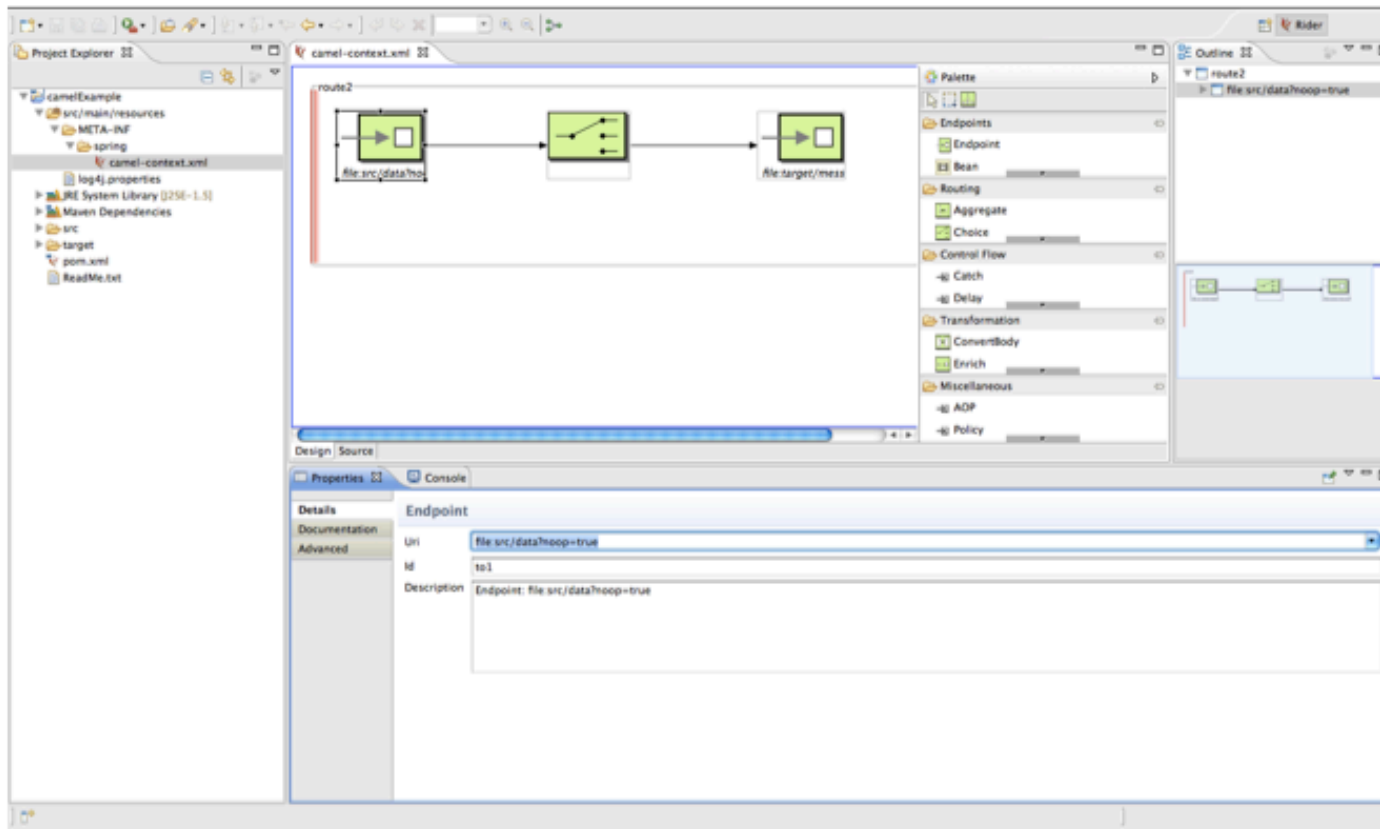 Rider
Project Explorer
camelExample
src/main/resources
META-INF
spring
camel-context.xml
log4j.properties
JRE System Library [J2SE-1.5]
Maven Dependencies
src
target
pom.xml
ReadMe.txt
camel-context.xml
route2
file:src/data?no
file:target/mess
Design
Source
Palette
Endpoints
Endpoint
Bean
Routing
Aggregate
Choice
Control Flow
Catch
Delay
Transformation
ConvertBody
Enrich
Miscellaneous
AOP
Policy
Outline
route2
file:src/data?noop=true
Properties
Console
Details
Documentation
Advanced
Endpoint
Uri
file:src/data?noop=true
Id
to1
Description
Endpoint: file:src/data?noop=true